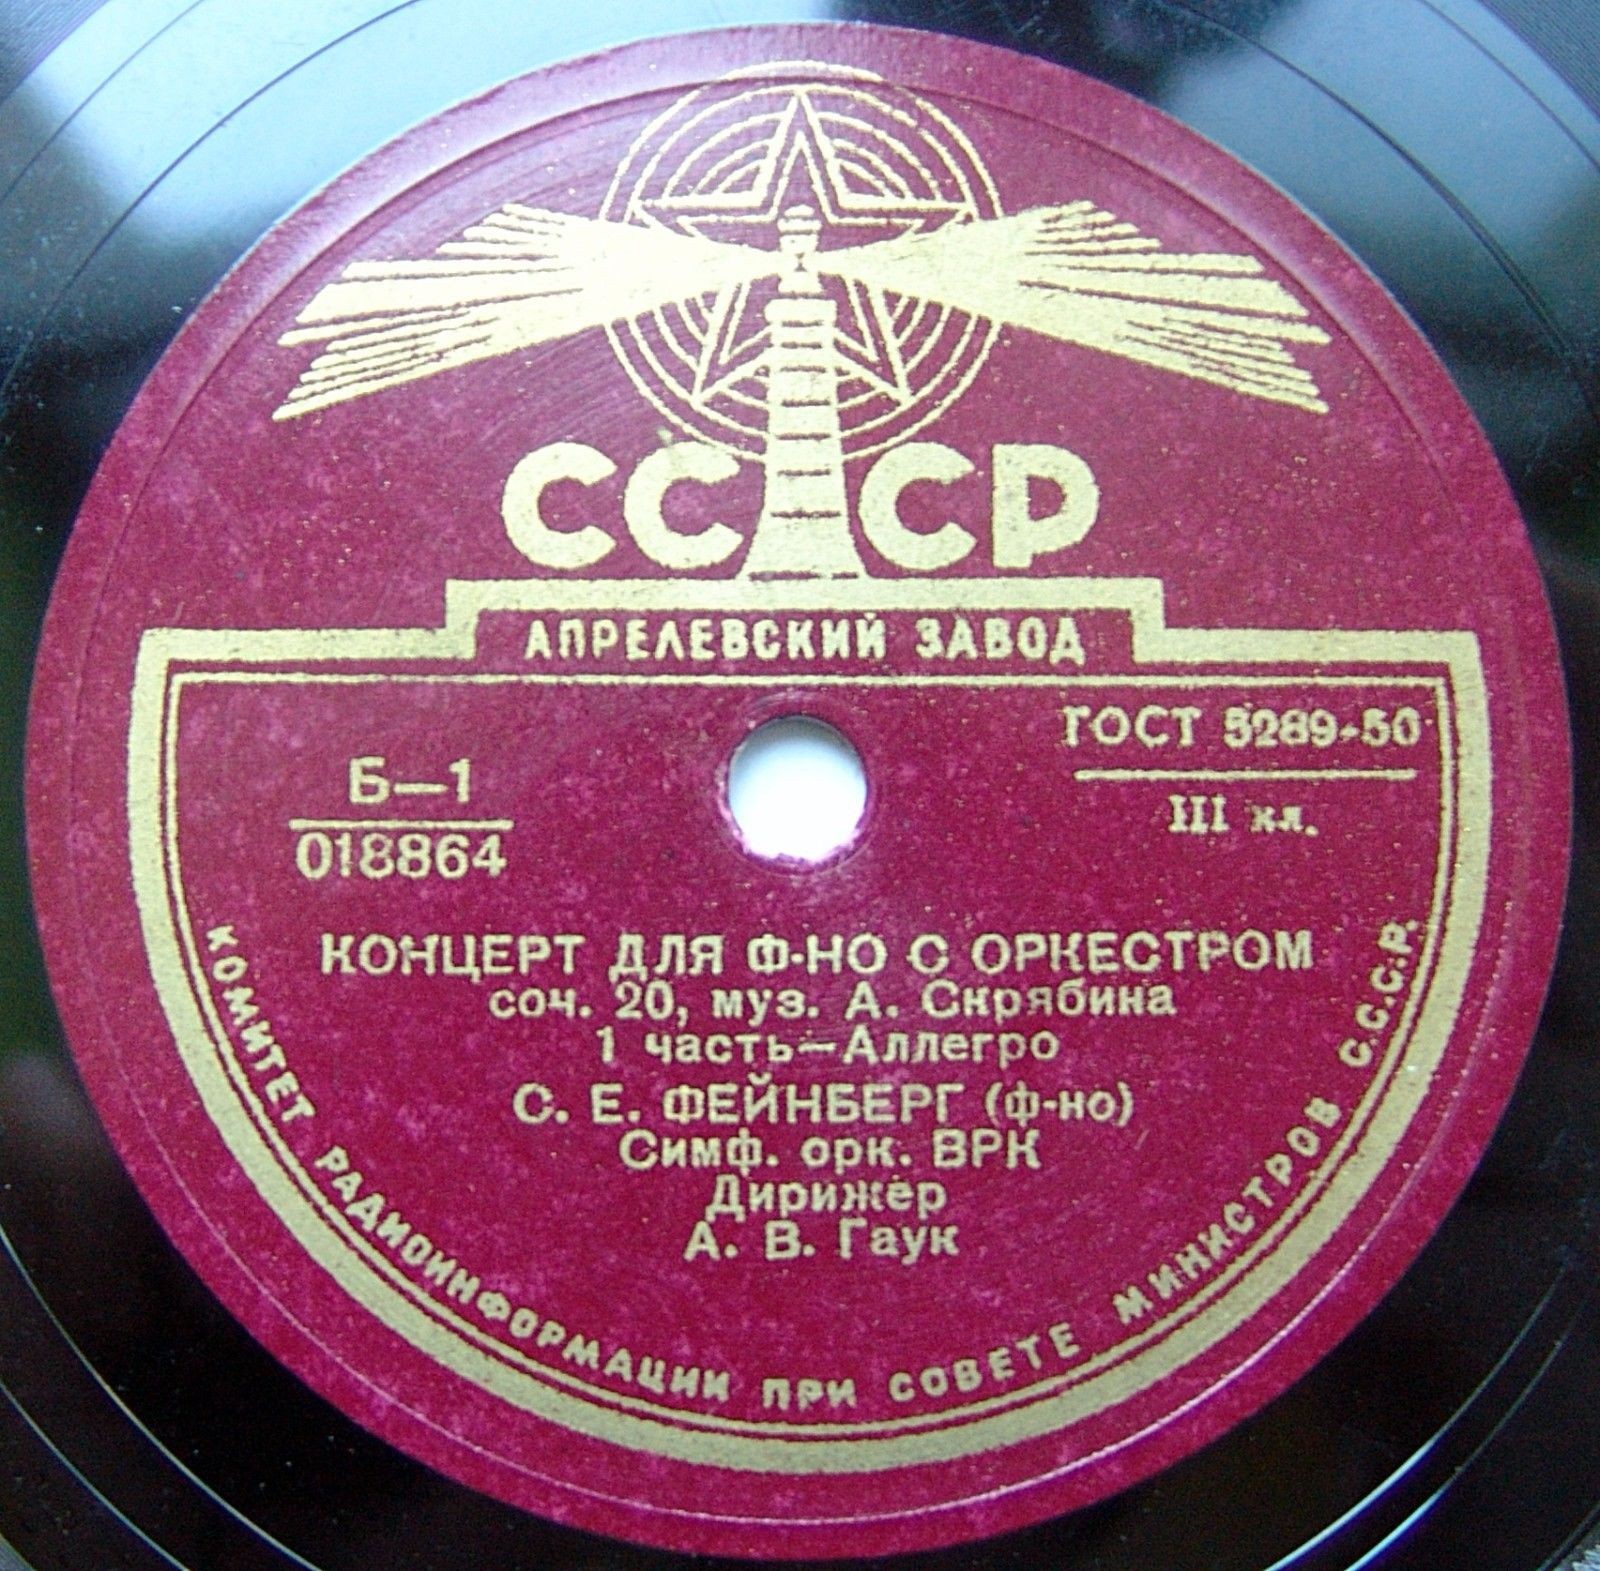 СССР
АПРЕЛЕВСКИЙ ЗАВОД
ГОСТ 5289-50
III кл.
Б—1
018864
КОНЦЕРТ ДЛЯ Ф-НО С ОРКЕСТРОМ
соч. 20, муз. А. Скрябина
1 часть—Аллегро
С. Е. ФЕЙНБЕРГ (ф-но)
Симф. орк. ВРК
Дирижер
А. В. Гаук
КОМИТЕТ РАДИОИНФОРМАЦИИ ПРИ СОВЕТЕ МИНИСТРОВ С.С.С.Р.